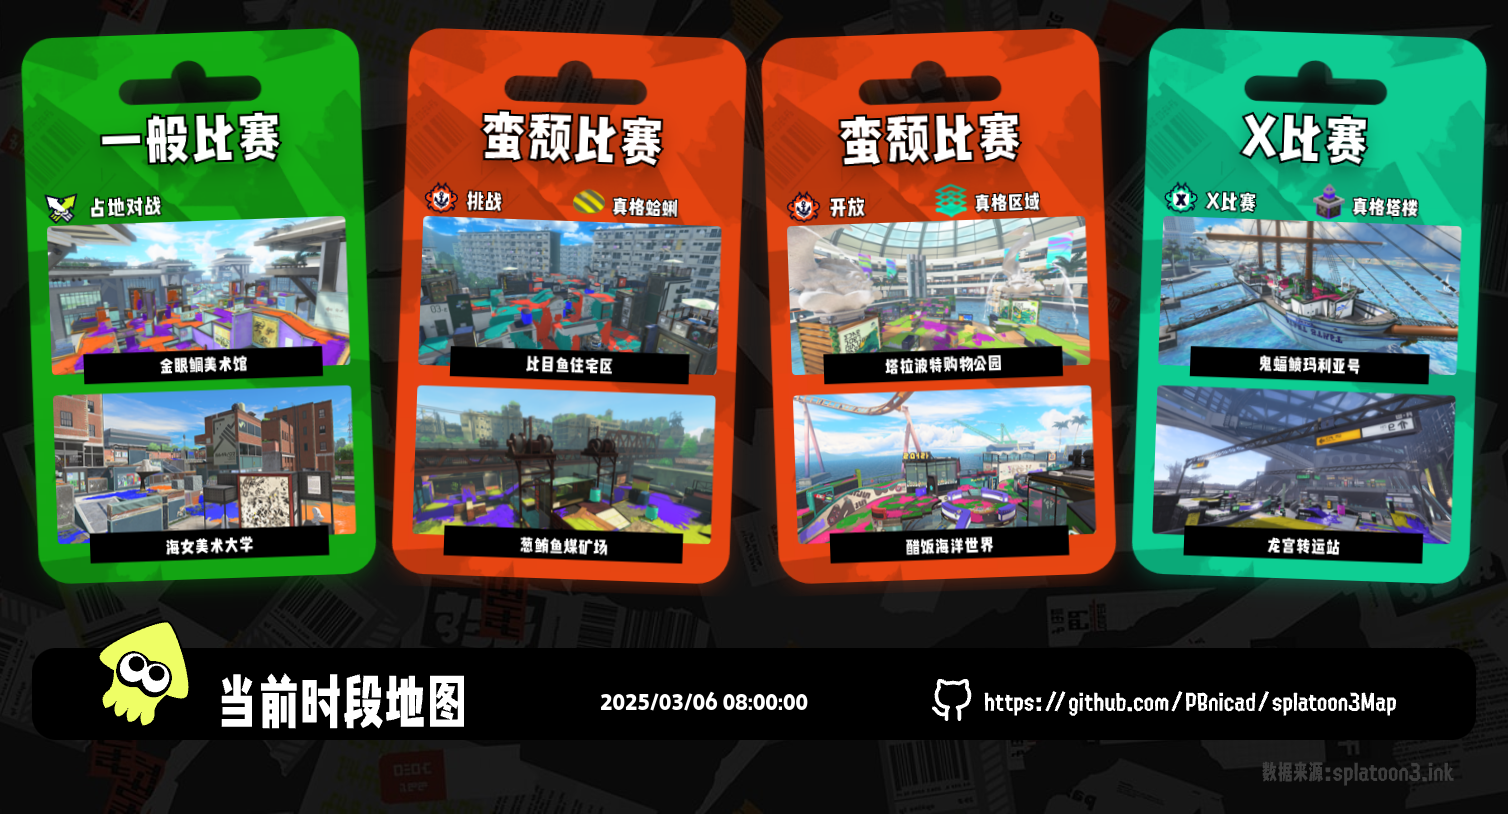 一般比赛
占地对战
金眼鲷美术馆
海女美术大学
蛮颓比赛
挑战
真格蛤蜊
比目鱼住宅区
葱鲔鱼煤矿场
蛮颓比赛
开放
真格区域
塔拉波特购物公园
醋饭海洋世界
X比赛
X比赛
真格塔楼
鬼蝠鲼玛利亚号
龙宫转运站
当前时段地图
2025/03/06 08:00:00
https://github.com/PBnicad/splatoon3Map
数据来源:splatoon3.ink